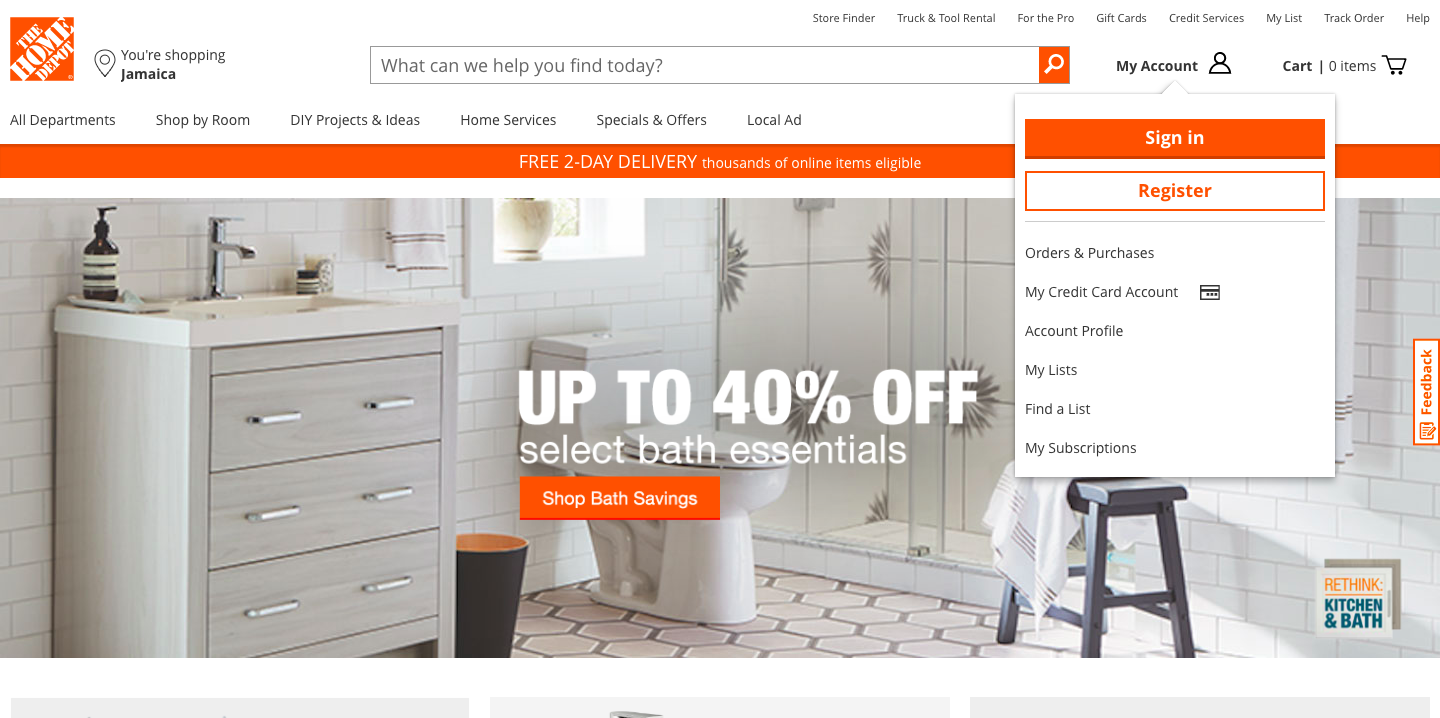 Store Finder Truck & Tool Rental For the Pro Gift Cards Credit Services My List Track Order Help
THE HOME DEPOT
You're shopping
Jamaica
What can we help you find today?
My Account
Cart | 0 items
All Departments Shop by Room DIY Projects & Ideas Home Services Specials & Offers Local Ad
FREE 2-DAY DELIVERY thousands of online items eligible
Sign in
Register
Orders & Purchases
My Credit Card Account
Account Profile
My Lists
Find a List
My Subscriptions
Feedback
UP TO 40% OFF
select bath essentials
Shop Bath Savings
RETHINK:
KITCHEN
& BATH